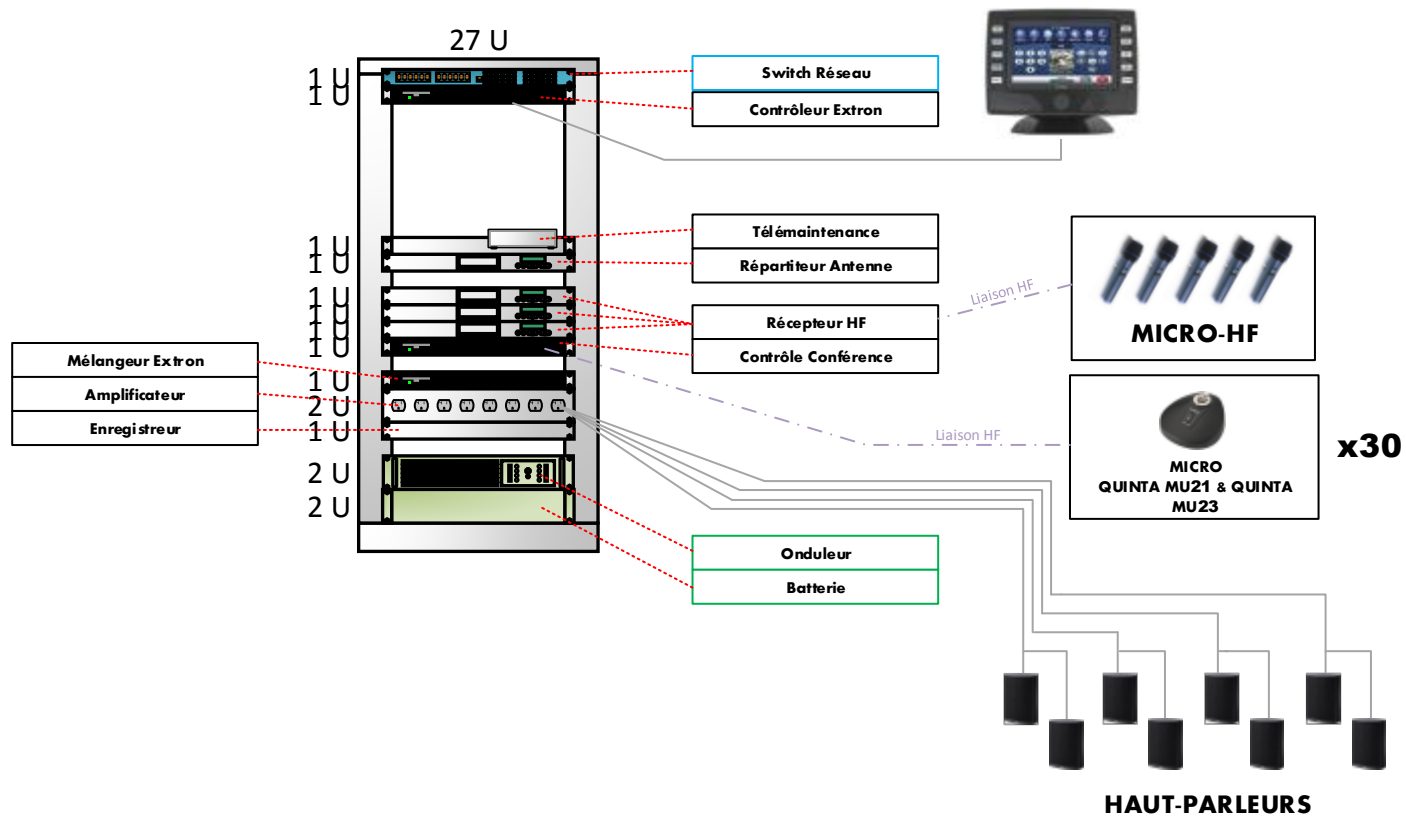 27 U
1 U
1 U
Switch Réseau
Contrôleur Extron
1 U
1 U
Télémaintenance
Répartiteur Antenne
1 U
1 U
1 U
1 U
Récepteur HF
Contrôle Conférence
Liaison HF
MICRO-HF
Mélangeur Extron
Amplificateur
Enregistreur
1 U
2 U
1 U
Liaison HF
MICRO
QUINTA MU21 & QUINTA
MU23
x30
2 U
2 U
Onduleur
Batterie
HAUT-PARLEURS